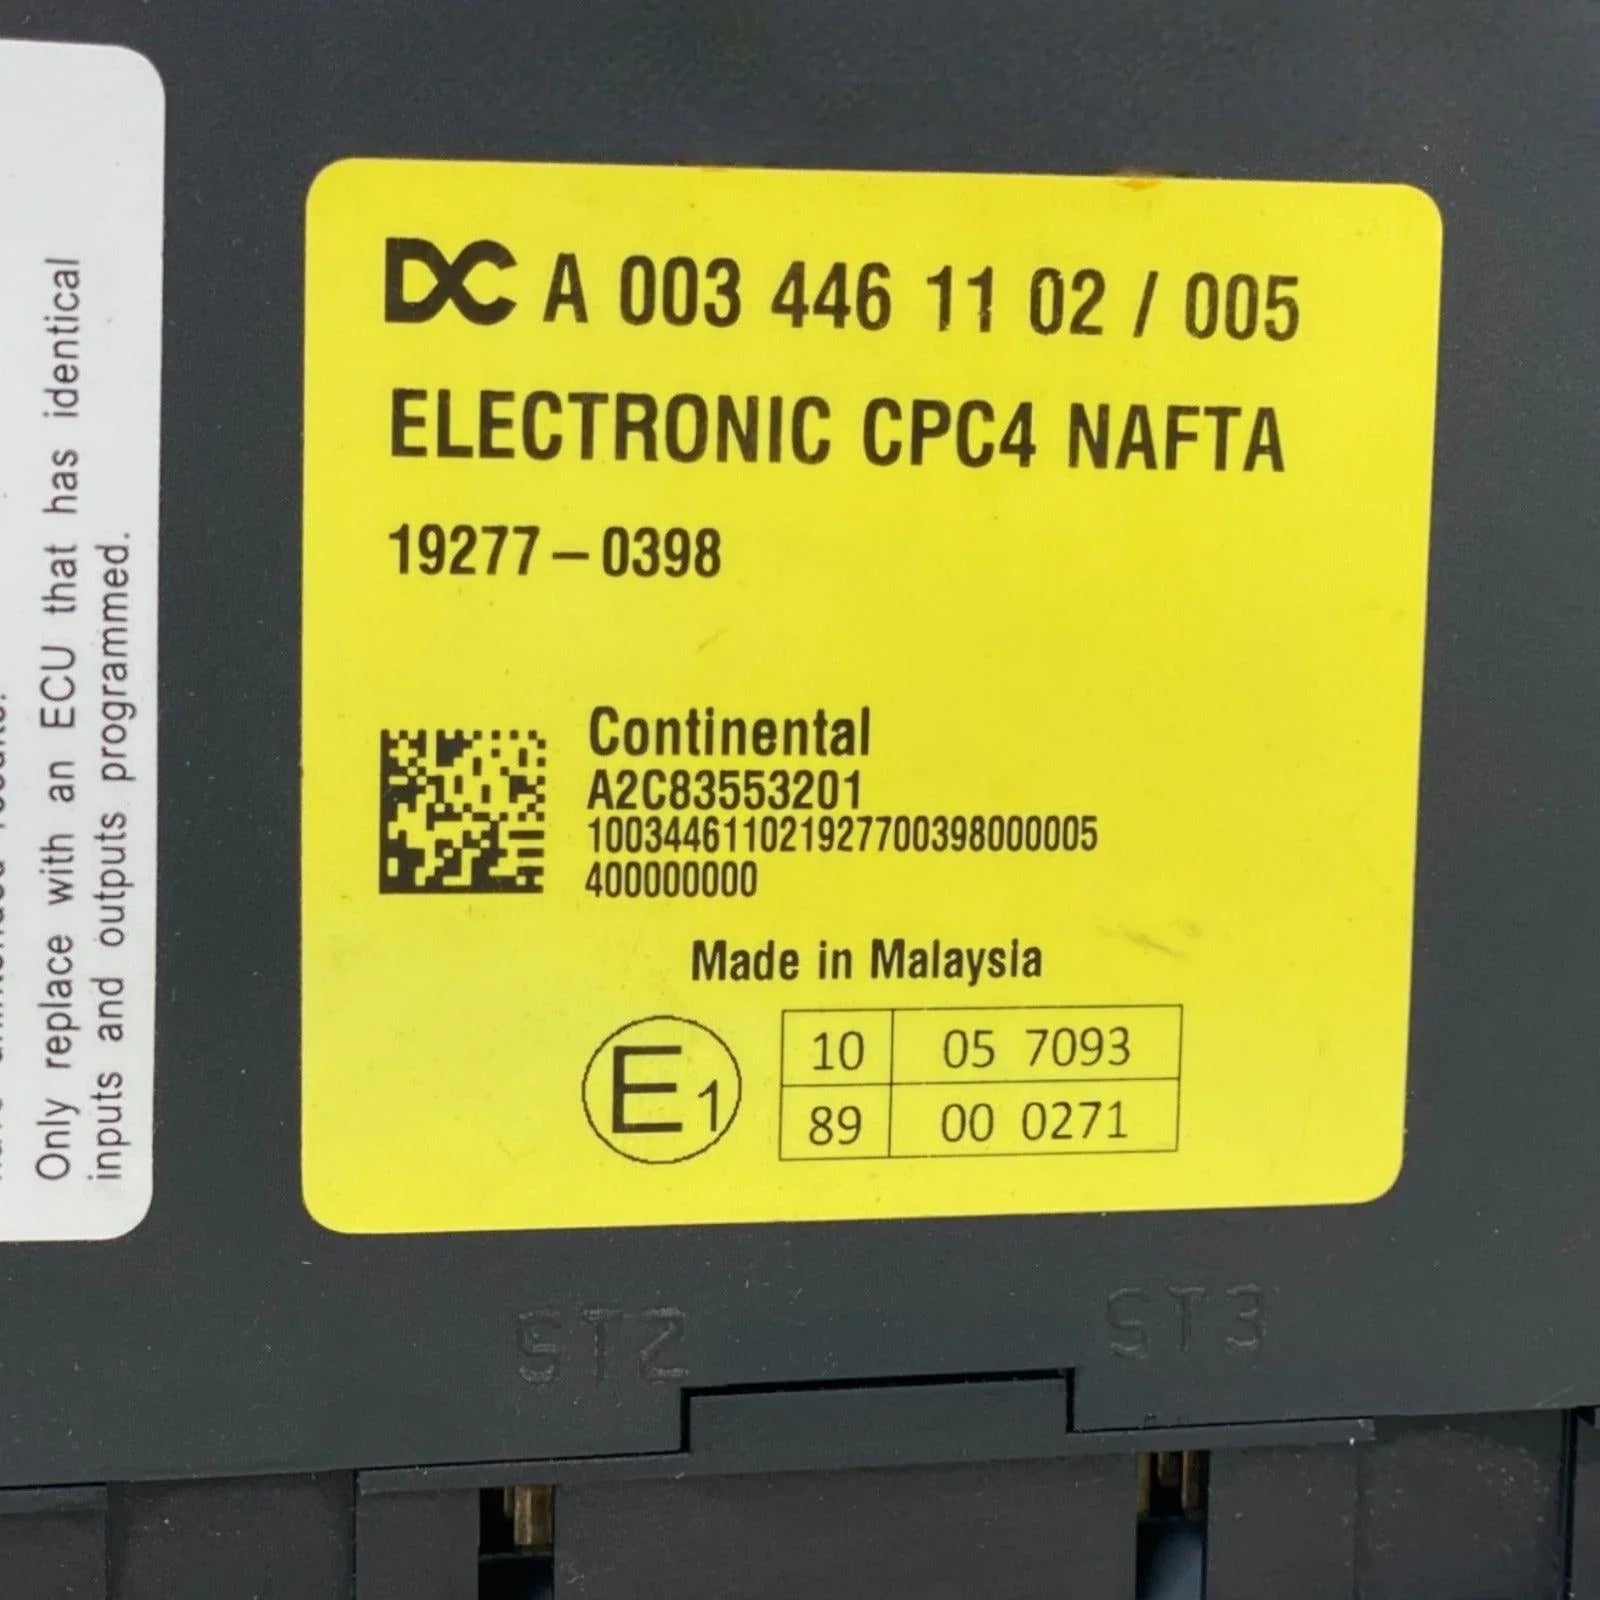 Only replace with an ECU that has identical
inputs and outputs programmed.
DC A 003 446 11 02 / 005
ELECTRONIC CPC4 NAFTA
19277–0398
Continental
A2C83553201
100344611021927700398000005
400000000
Made in Malaysia
E1
10 05 7093
89 00 0271
ST2 ST3